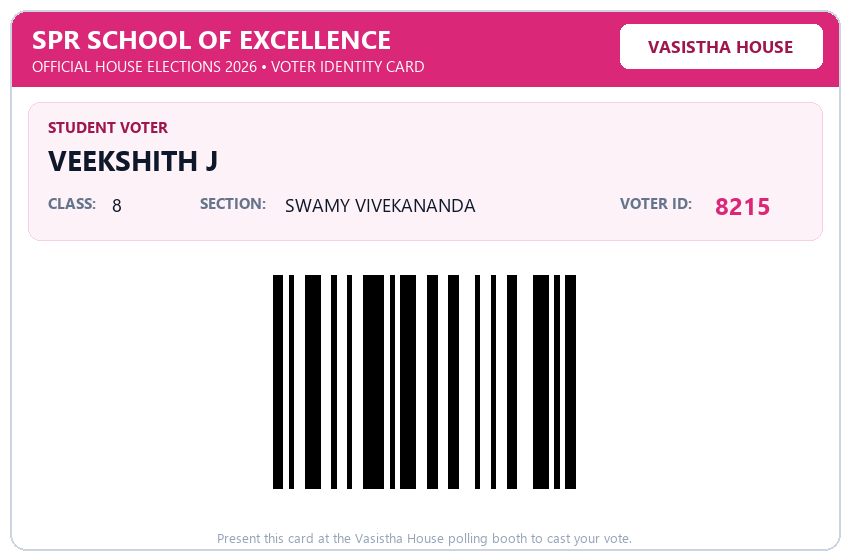 SPR SCHOOL OF EXCELLENCE
OFFICIAL HOUSE ELECTIONS 2026 • VOTER IDENTITY CARD
VASISTHA HOUSE
STUDENT VOTER
VEEKSHITH J
CLASS: 8 SECTION: SWAMY VIVEKANANDA VOTER ID: 8215
Present this card at the Vasistha House polling booth to cast your vote.